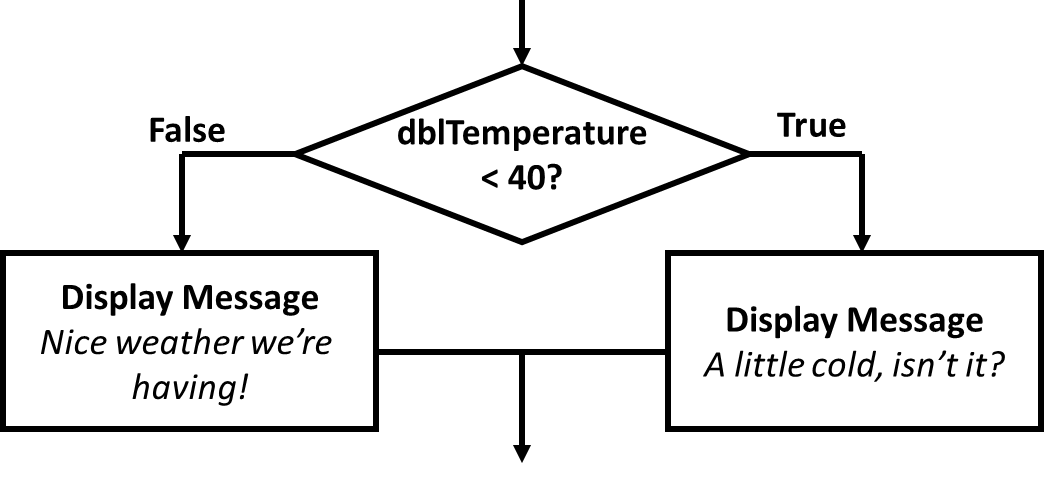 dblTemperature
< 40?
False
True
Display Message
Nice weather we’re
having!
Display Message
A little cold, isn’t it?